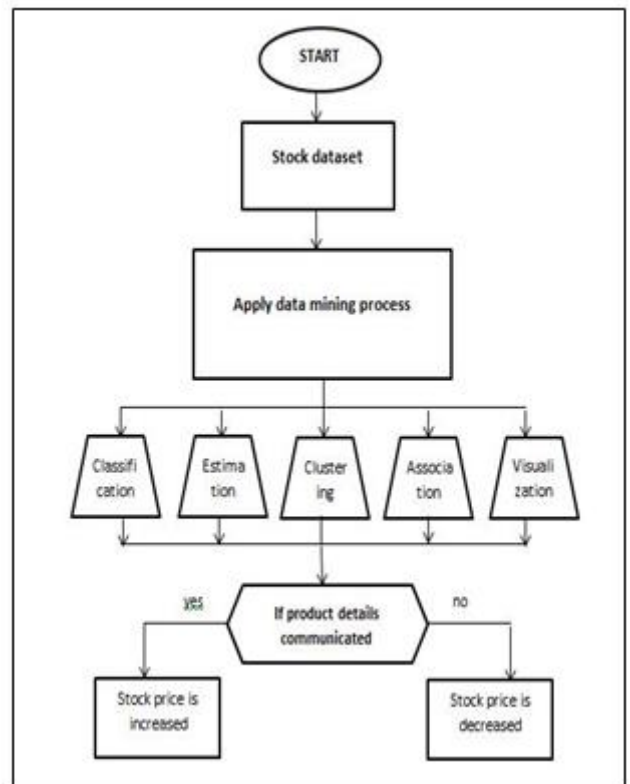 START
Stock dataset
Apply data mining process
Classifi
cation
Estima
tion
Cluster
ing
Associa
tion
Visuali
zation
yes
If product details
communicated
no
Stock price is
increased
Stock price is
decreased